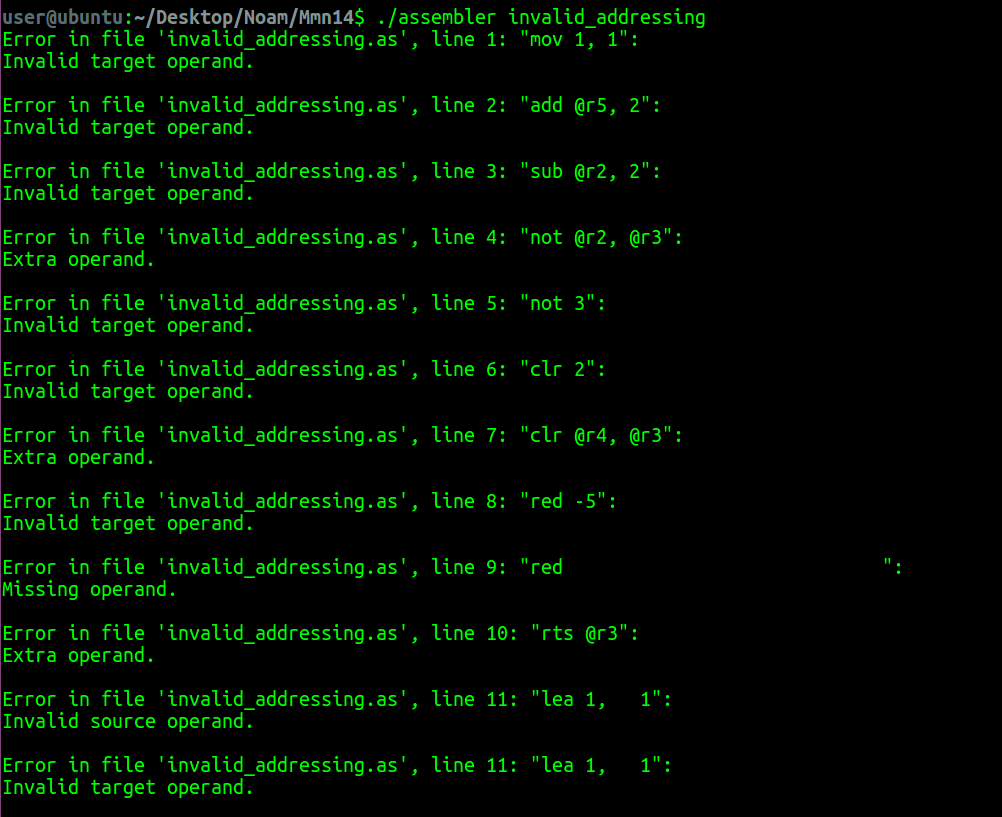 user@ubuntu:~/Desktop/Noam/Mmn14$ ./assembler invalid_addressing
Error in file 'invalid_addressing.as', line 1: "mov 1, 1":
Invalid target operand.

Error in file 'invalid_addressing.as', line 2: "add @r5, 2":
Invalid target operand.

Error in file 'invalid_addressing.as', line 3: "sub @r2, 2":
Invalid target operand.

Error in file 'invalid_addressing.as', line 4: "not @r2, @r3":
Extra operand.

Error in file 'invalid_addressing.as', line 5: "not 3":
Invalid target operand.

Error in file 'invalid_addressing.as', line 6: "clr 2":
Invalid target operand.

Error in file 'invalid_addressing.as', line 7: "clr @r4, @r3":
Extra operand.

Error in file 'invalid_addressing.as', line 8: "red -5":
Invalid target operand.

Error in file 'invalid_addressing.as', line 9: "red                             ":
Missing operand.

Error in file 'invalid_addressing.as', line 10: "rts @r3":
Extra operand.

Error in file 'invalid_addressing.as', line 11: "lea 1,   1":
Invalid source operand.

Error in file 'invalid_addressing.as', line 11: "lea 1,   1":
Invalid target operand.